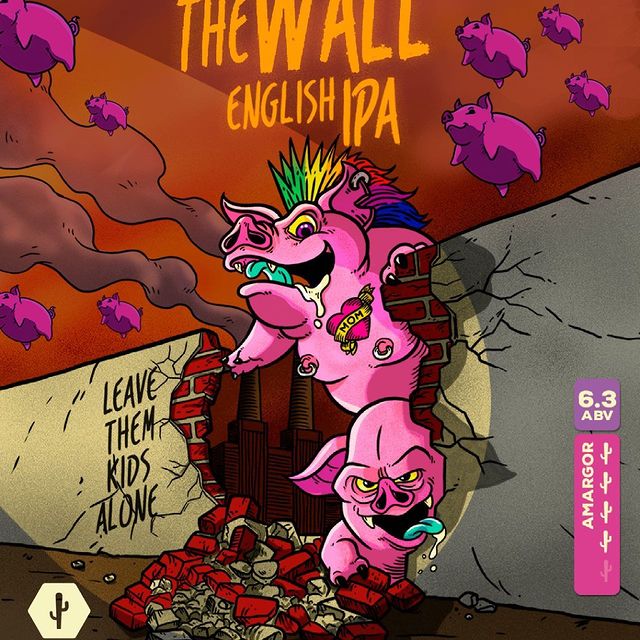 THE WALL
ENGLISH IPA
MOM
LEAVE
THEM
KIDS
ALONE
6.3
ABV
AMARGOR